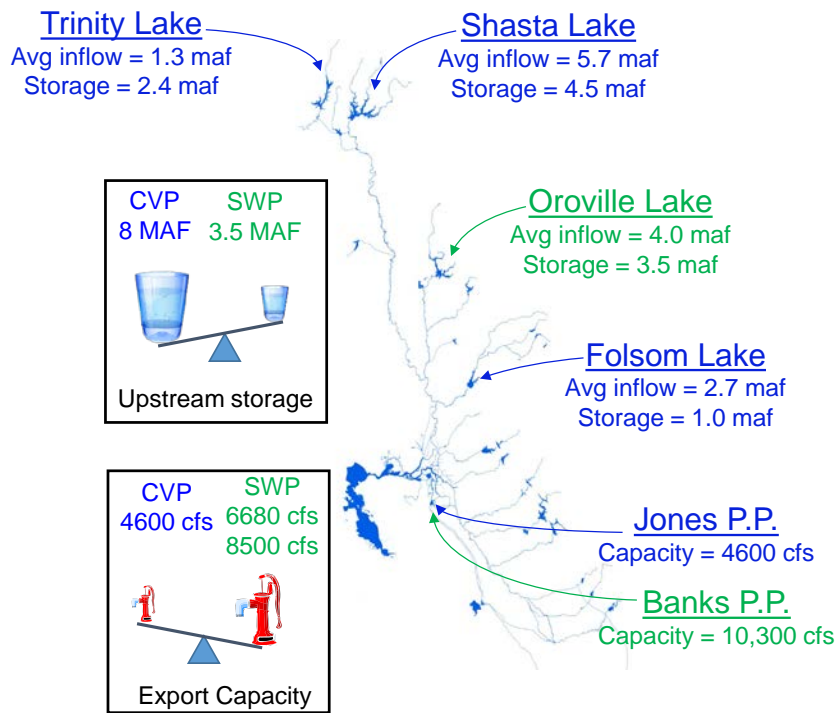 Trinity Lake
Avg inflow = 1.3 maf
Storage = 2.4 maf
Shasta Lake
Avg inflow = 5.7 maf
Storage = 4.5 maf
CVP
8 MAF
SWP
3.5 MAF
Upstream storage
Oroville Lake
Avg inflow = 4.0 maf
Storage = 3.5 maf
Folsom Lake
Avg inflow = 2.7 maf
Storage = 1.0 maf
CVP
4600 cfs
SWP
6680 cfs
8500 cfs
Export Capacity
Jones P.P.
Capacity = 4600 cfs
Banks P.P.
Capacity = 10,300 cfs